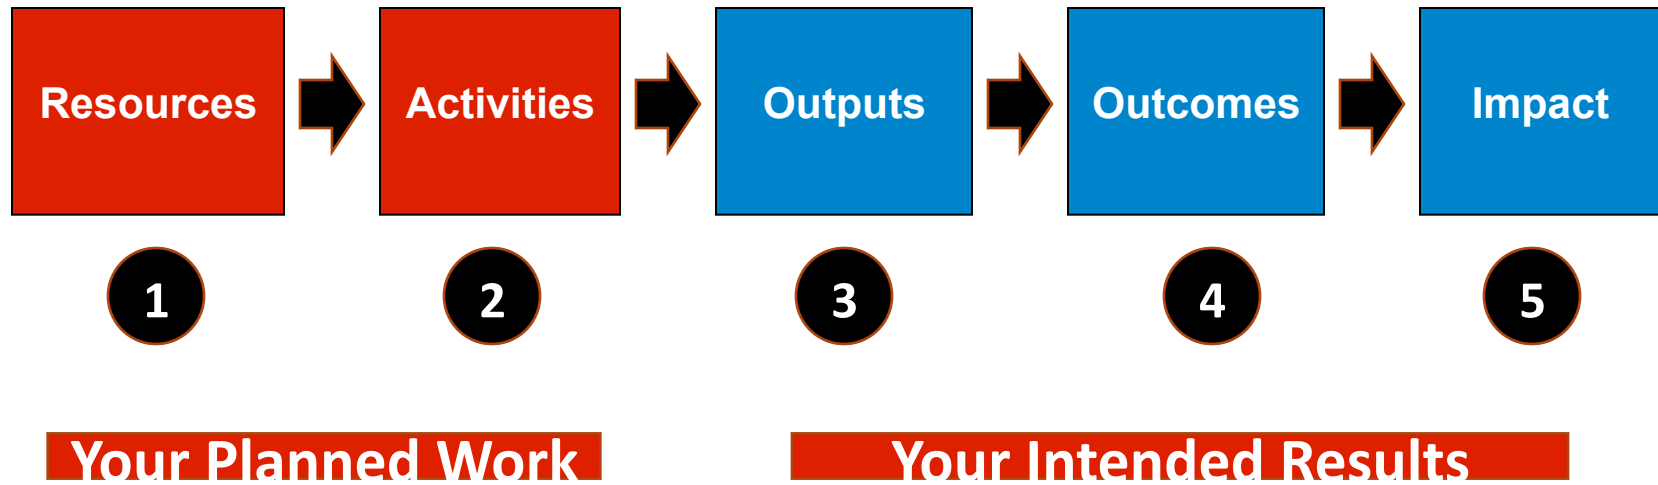 Resources
Activities
Outputs
Outcomes
Impact
1
2
3
4
5
Your Planned Work
Your Intended Results